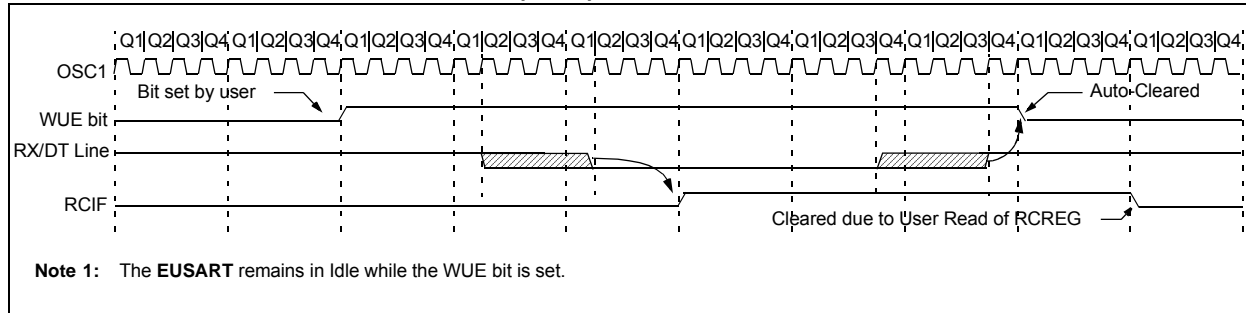 Q1|Q2|Q3|Q4|Q1|Q2|Q3|Q4|Q1|Q2|Q3|Q4|Q1|Q2|Q3|Q4|Q1|Q2|Q3|Q4|Q1|Q2|Q3|Q4|Q1|Q2|Q3|Q4|Q1|Q2|Q3|Q4|Q1|Q2|Q3|Q4|Q1|Q2|Q3|Q4
OSC1
Bit set by user
Auto-Cleared
WUE bit
RX/DT Line
RCIF
Cleared due to User Read of RCREG
Note 1: The EUSART remains in Idle while the WUE bit is set.